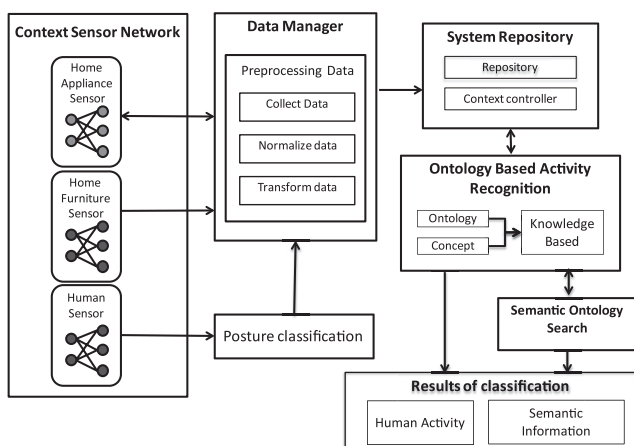 Context Sensor Network
Home
Appliance
Sensor
Home
Furniture
Sensor
Human
Sensor
Data Manager
Preprocessing Data
Collect Data
Normalize data
Transform data
Posture classification
System Repository
Repository
Context controller
Ontology Based Activity
Recognition
Ontology
Concept
Knowledge
Based
Semantic Ontology
Search
Results of classification
Human Activity
Semantic
Information